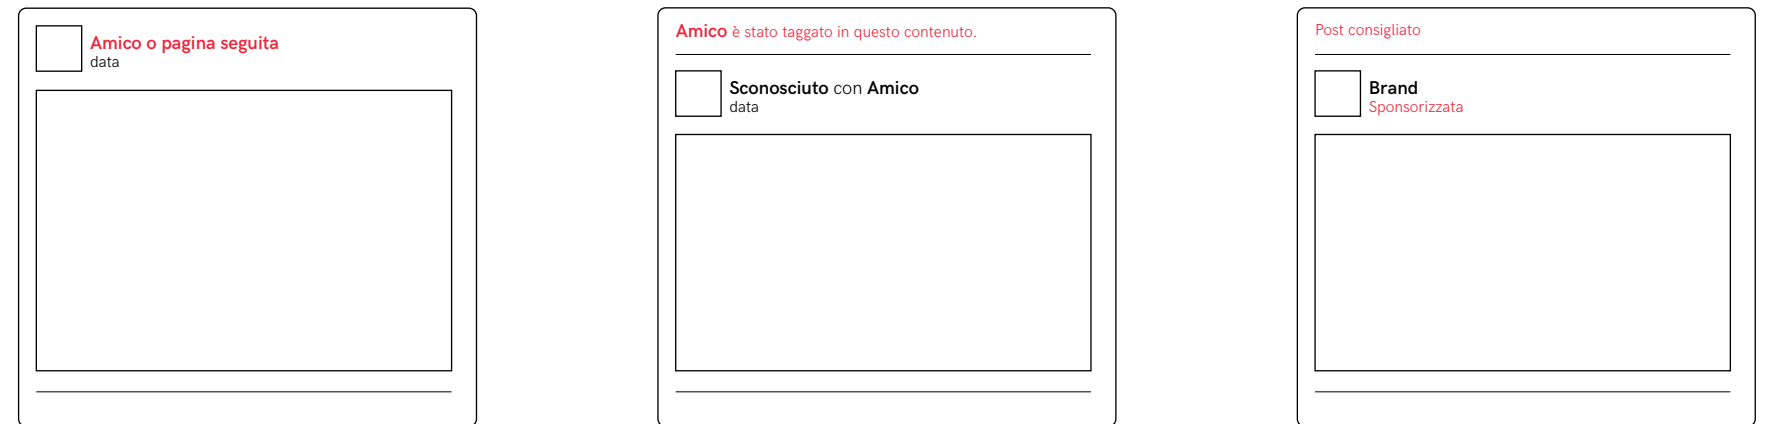 Amico o pagina seguita
data
Amico è stato taggato in questo contenuto.
Sconosciuto con Amico
data
Post consigliato
Brand
Sponsorizzata